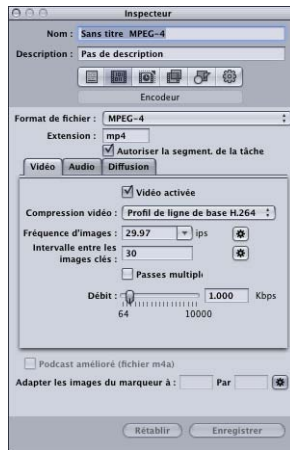 Inspecteur
Nom : Sans titre MPEG-4
Description : Pas de description
Encodeur
Format de fichier : MPEG-4
Extension : mp4
Autoriser la segment. de la tâche
Vidéo Audio Diffusion
Vidéo activée
Compression vidéo : Profil de ligne de base H.264
Fréquence d'images : 29.97 ips
Intervalle entre les
images clés : 30
Passes multipl
Débit : 1.000 Kbps
64 10000
Podcast amélioré (fichier m4a)
Adapter les images du marqueur à : Par
Rétablir Enregistrer